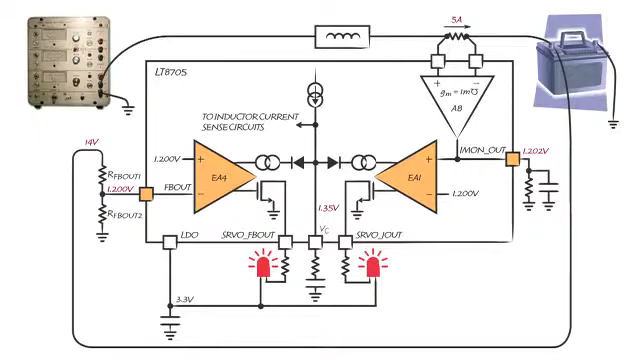 5A
LT8705
+ −
gm = 1m℧
A8
TO INDUCTOR CURRENT
SENSE CIRCUITS
14V
1.200V
+
+
IMON_OUT
1.202V
RFBOUT1
1.200V
FBOUT
EA4
EA1
−
−
1.200V
RFBOUT2
1.35V
LDO
SRVO_FBOUT
VC
SRVO_IOUT
3.3V